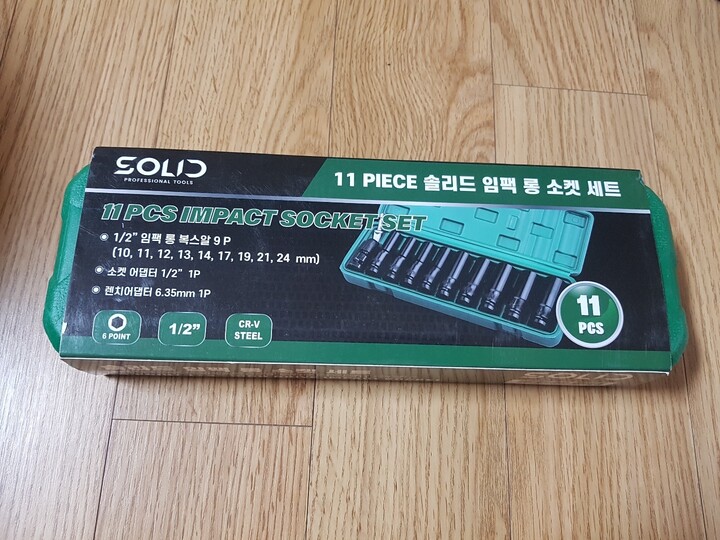 SOLID
PROFESSIONAL TOOLS
11 PIECE 솔리드 임팩 롱 소켓 세트
11 PCS IMPACT SOCKET SET
1/2” 임팩 롱 복스알 9 P
(10, 11, 12, 13, 14, 17, 19, 21, 24 mm)
소켓 어댑터 1/2” 1P
렌치어댑터 6.35mm 1P
6 POINT
1/2”
CR-V
STEEL
11
PCS